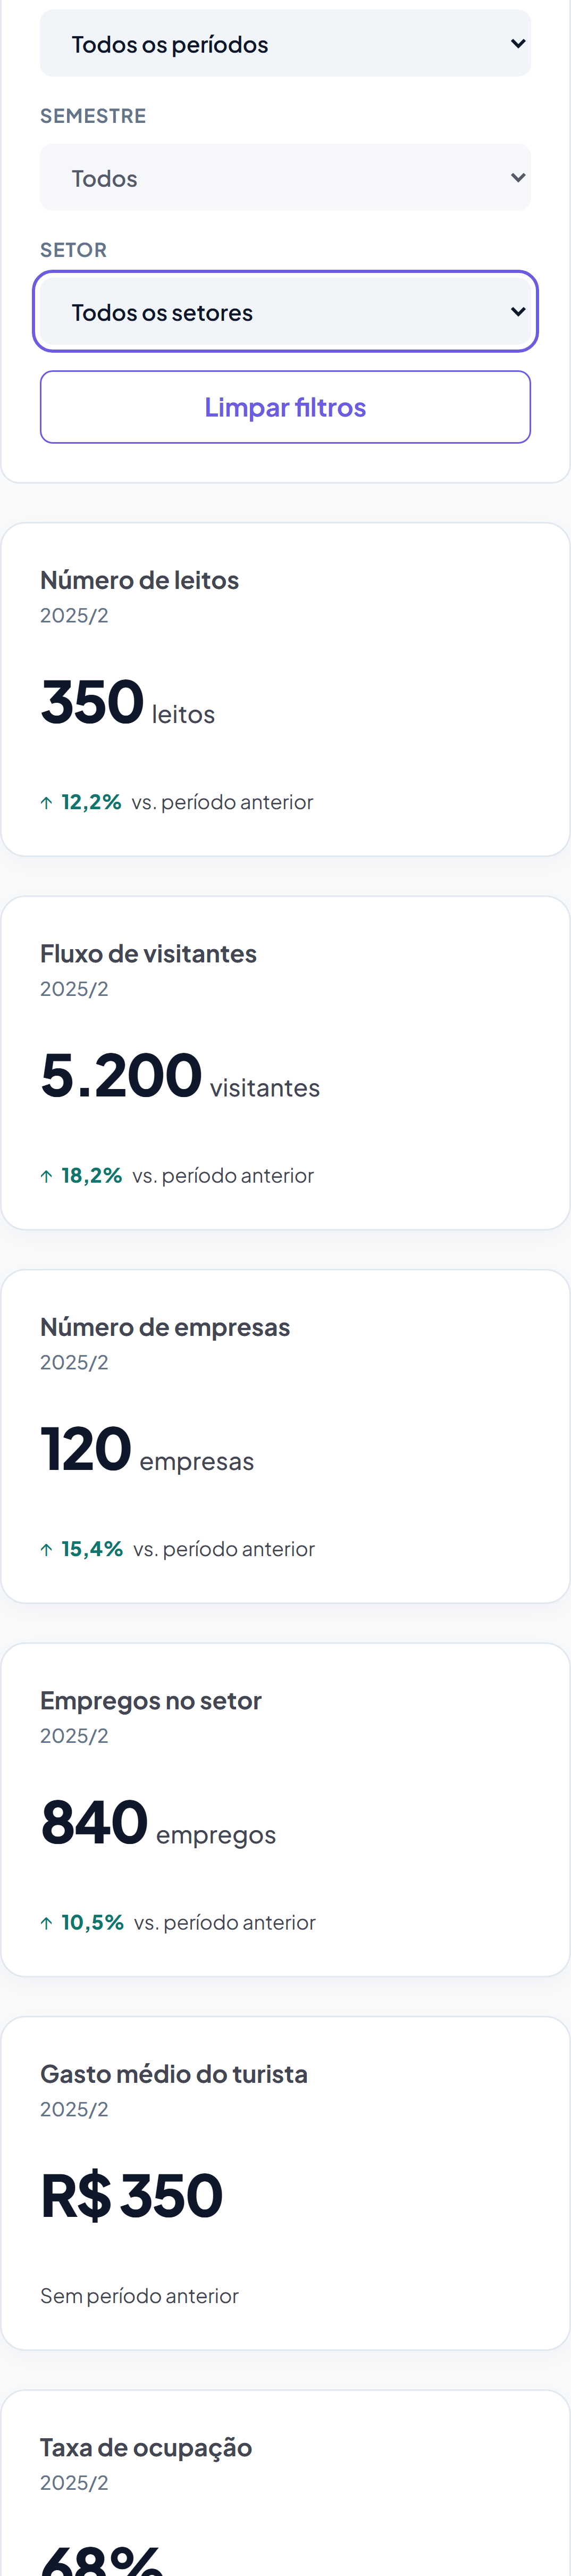 Todos os períodos
SEMESTRE
Todos
SETOR
Todos os setores
Limpar filtros
Número de leitos
2025/2
350 leitos
↑ 12,2% vs. período anterior
Fluxo de visitantes
2025/2
5.200 visitantes
↑ 18,2% vs. período anterior
Número de empresas
2025/2
120 empresas
↑ 15,4% vs. período anterior
Empregos no setor
2025/2
840 empregos
↑ 10,5% vs. período anterior
Gasto médio do turista
2025/2
R$ 350
Sem período anterior
Taxa de ocupação
2025/2
68%